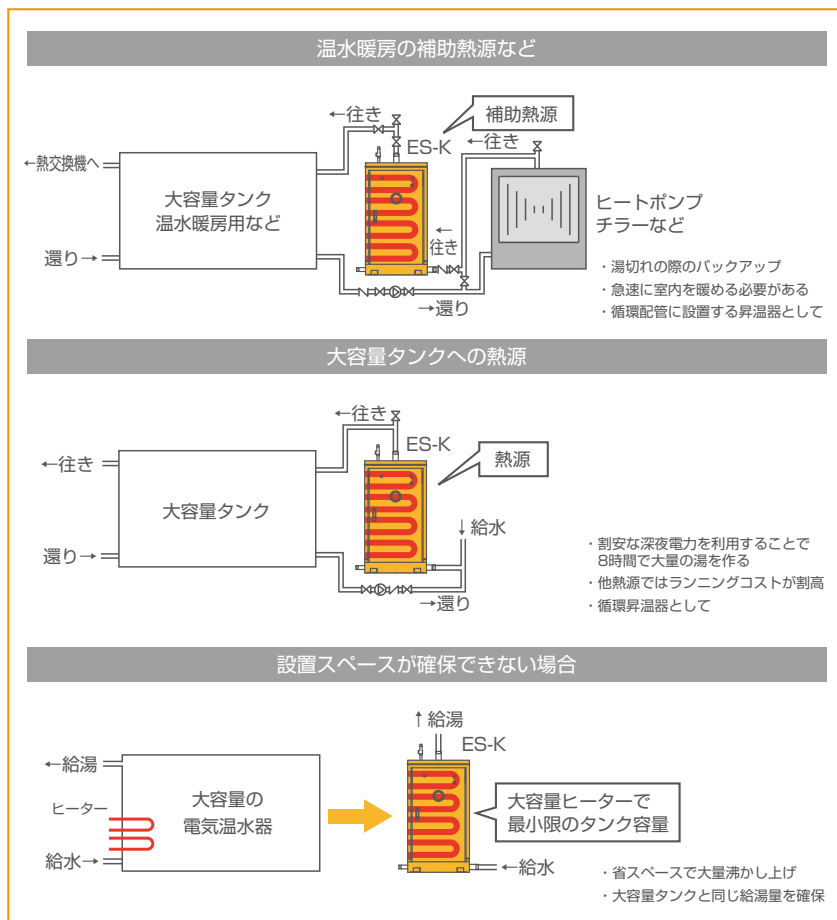 温水暖房の補助熱源など
←往き
補助熱源
ES-K
←往き
←熱交換機へ
大容量タンク
温水暖房用など
ヒートポンプ
チラーなど
←
往き
還り→
→還り
・湯切れの際のバックアップ
・急速に室内を暖める必要がある
・循環配管に設置する昇温器として
大容量タンクへの熱源
←往き
ES-K
熱源
←往き
大容量タンク
↓給水
還り→
→還り
・割安な深夜電力を利用することで
8時間で大量の湯を作る
・他熱源ではランニングコストが割高
・循環昇温器として
設置スペースが確保できない場合
↑給湯
ES-K
←給湯
ヒーター
大容量の
電気温水器
大容量ヒーターで
最小限のタンク容量
給水→
←給水
・省スペースで大量沸かし上げ
・大容量タンクと同じ給湯量を確保